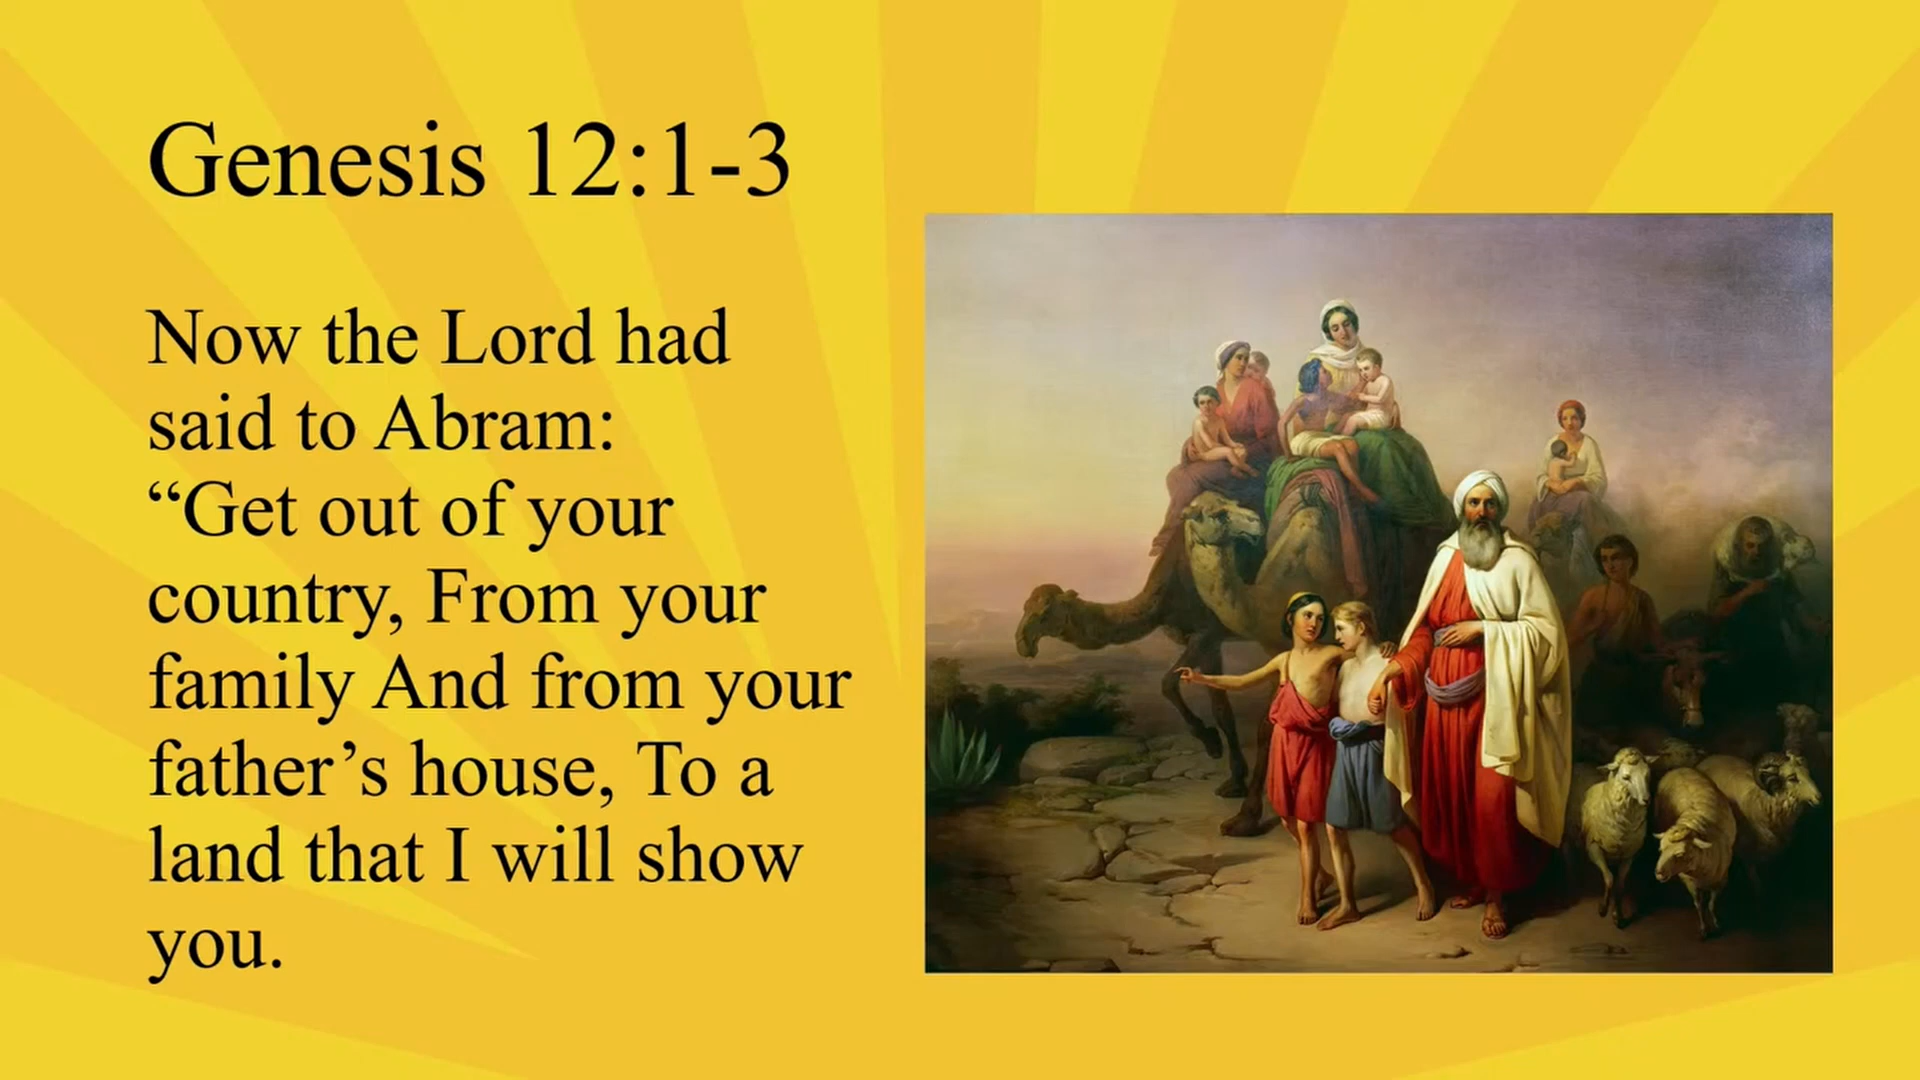 Genesis 12:1-3
Now the Lord had
said to Abram:
“Get out of your
country, From your
family And from your
father’s house, To a
land that I will show
you.